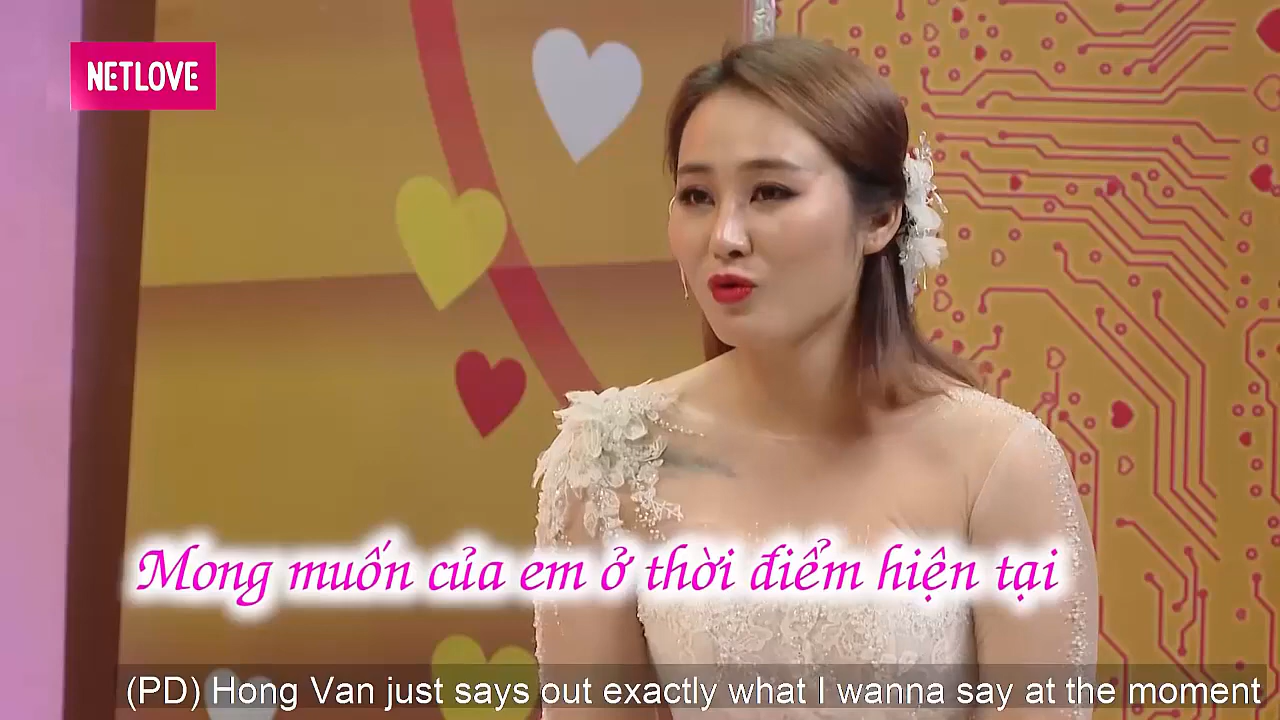 NETLOVE
Mong muốn của em ở thời điểm hiện tại
(PD) Hong Van just says out exactly what I wanna say at the moment